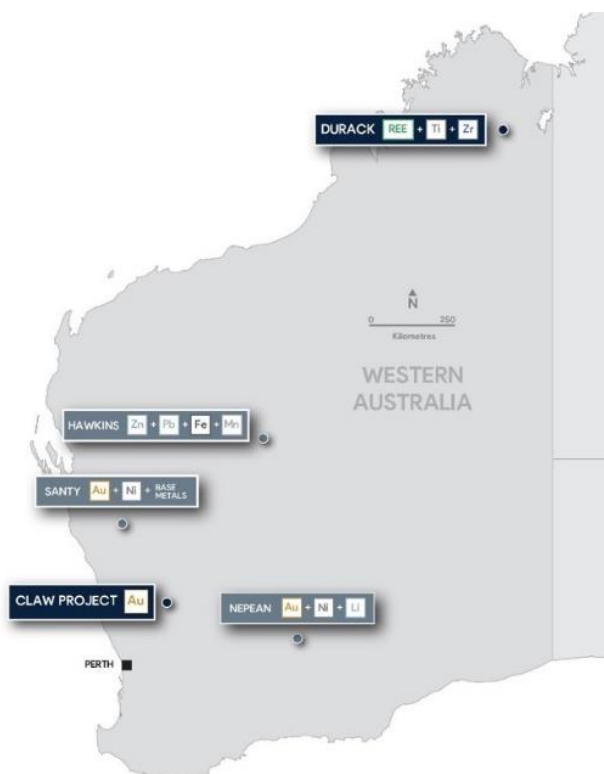 DURACK REE + Ti + Zr
N
0 250
Kilometres
WESTERN
AUSTRALIA
HAWKINS Zn + Pb + Fe + Mn
SANTY Au + Ni + BASE
METALS
CLAW PROJECT Au
NEPEAN Au + Ni + Li
PERTH